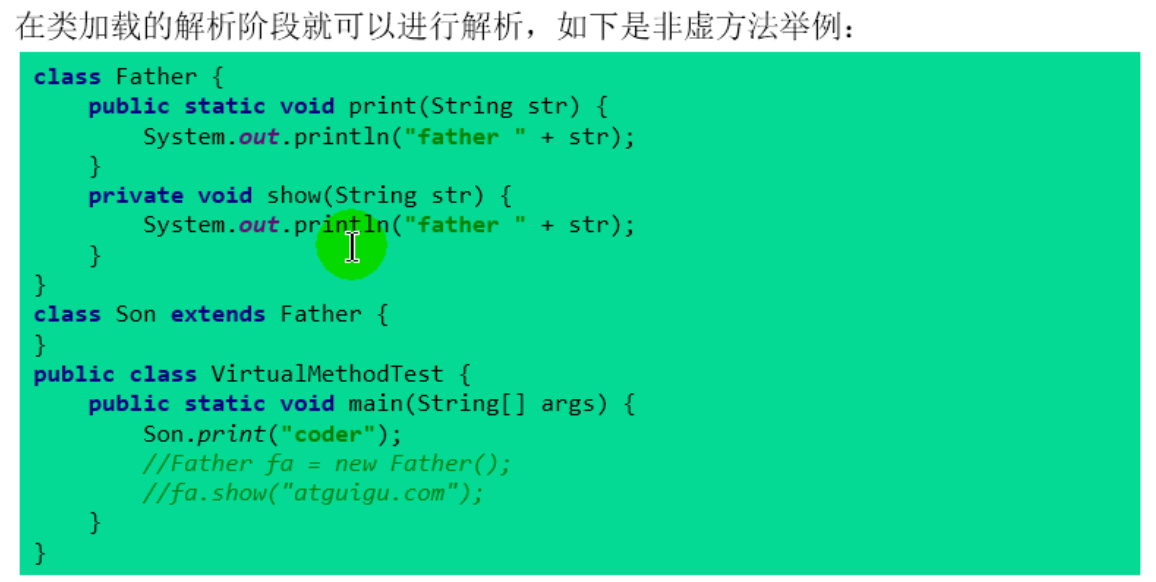 在类加载的解析阶段就可以进行解析，如下是非虚方法举例：
class Father {
    public static void print(String str) {
        System.out.println("father " + str);
    }
    private void show(String str) {
        System.out.println("father " + str);
    }
}
class Son extends Father {
}
public class VirtualMethodTest {
    public static void main(String[] args) {
        Son.print("coder");
        //Father fa = new Father();
        //fa.show("atguigu.com");
    }
}